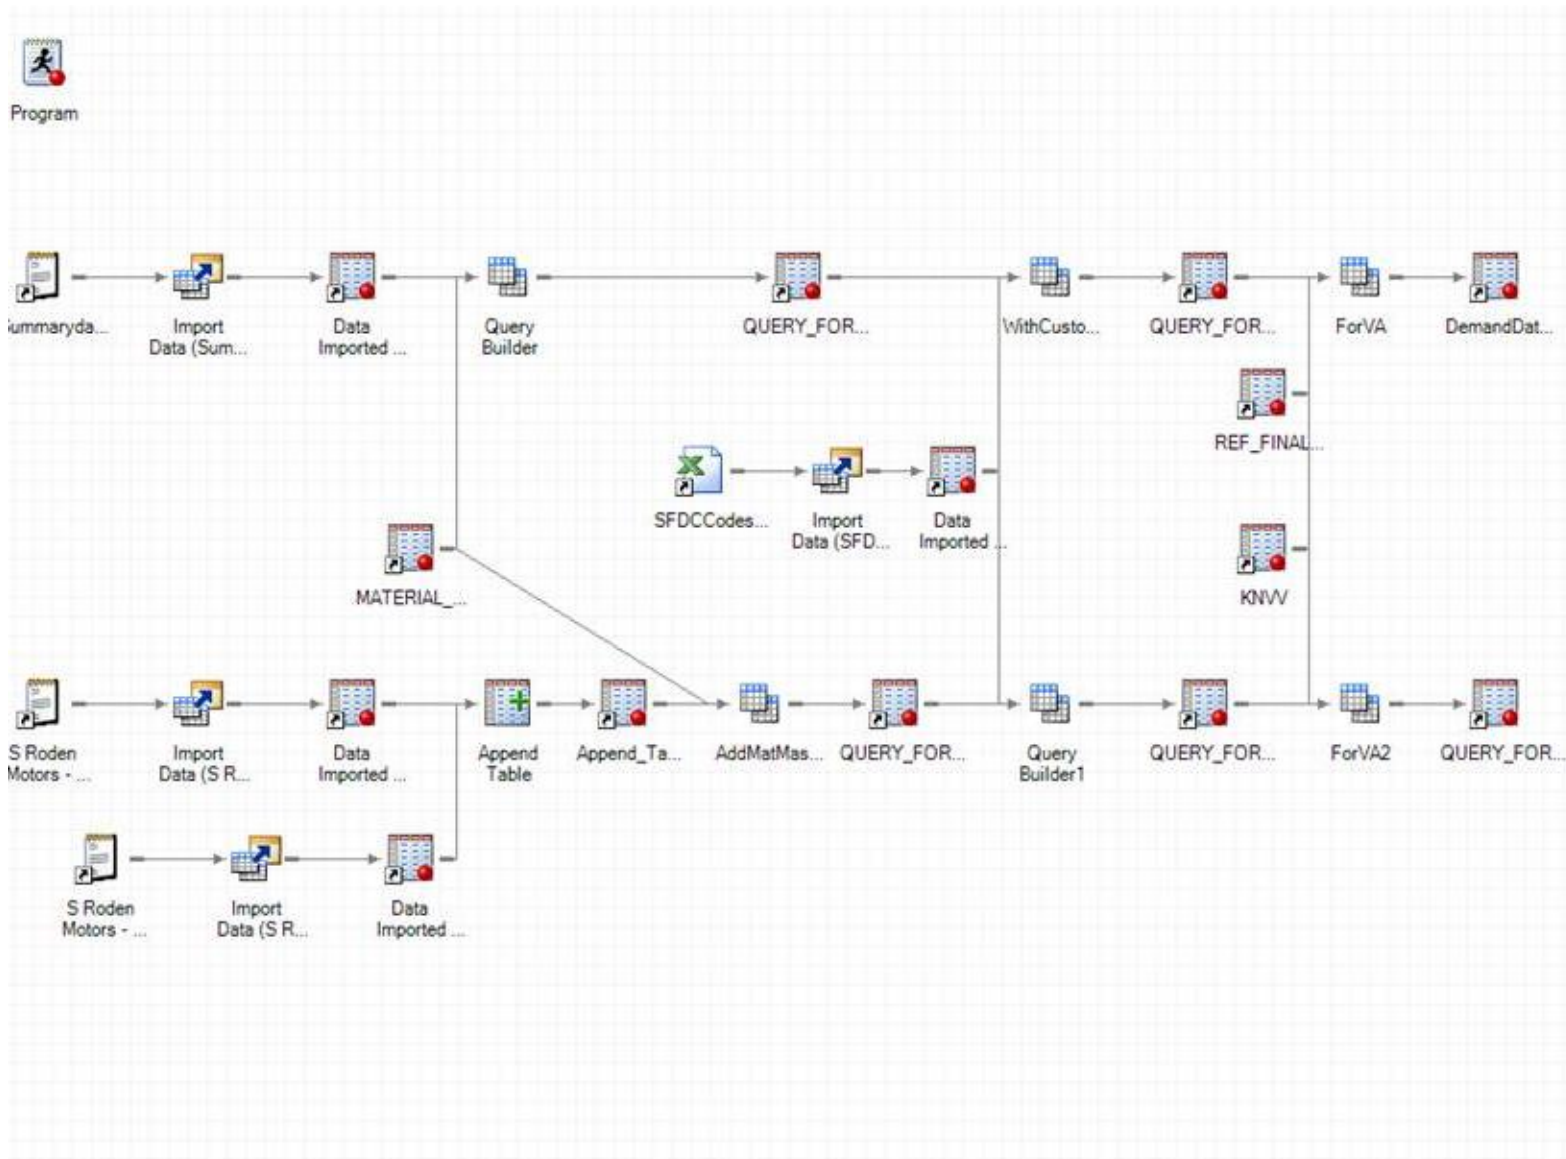 Program
ummaryda...
Import
Data (Sum...
Data
Imported ...
Query
Builder
QUERY_FOR...
WithCusto...
QUERY_FOR...
ForVA
DemandDat...
REF_FINAL...
SFDCCodes...
Import
Data (SFD...
Data
Imported ...
MATERIAL_...
KNVV
S Roden
Motors - ...
Import
Data (S R...
Data
Imported ...
Append
Table
Append_Ta...
AddMatMas...
QUERY_FOR...
Query
Builder1
QUERY_FOR...
ForVA2
QUERY_FOR...
S Roden
Motors - ...
Import
Data (S R...
Data
Imported ...